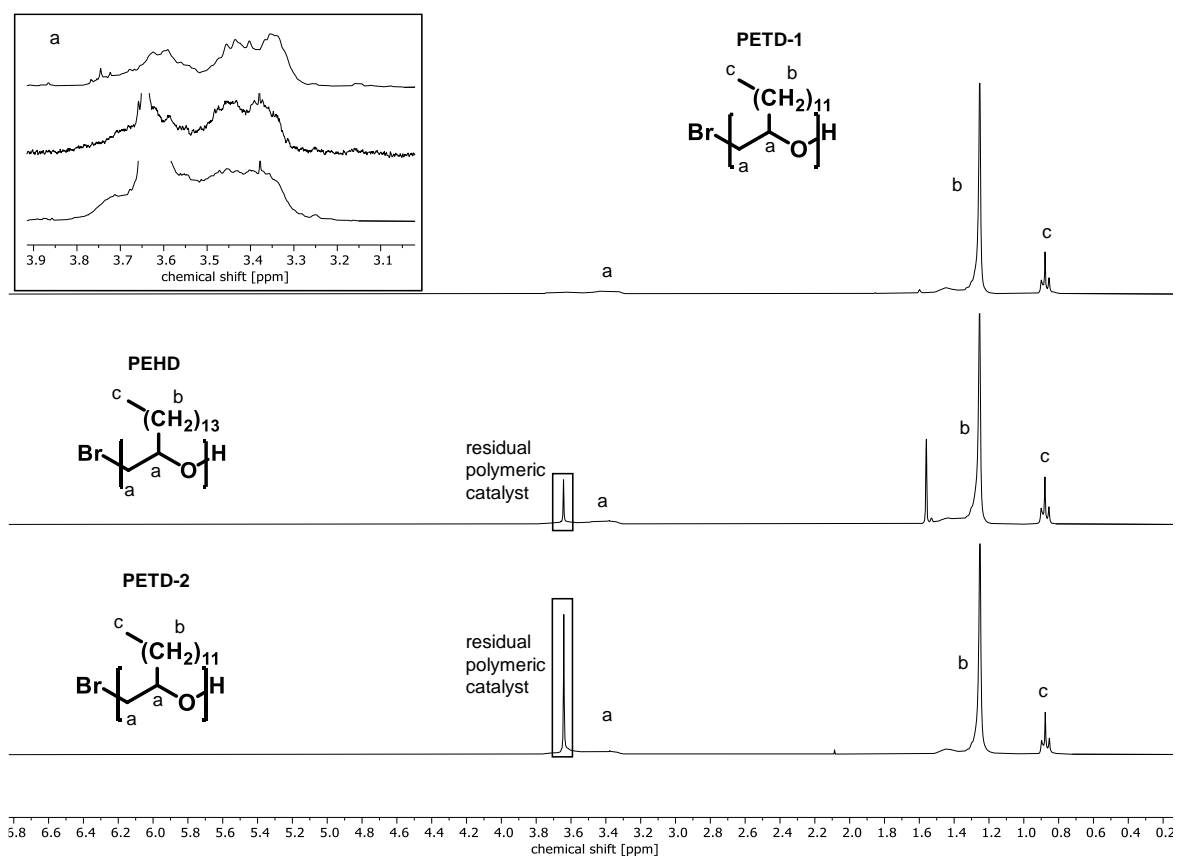 a
3.9 3.8 3.7 3.6 3.5 3.4 3.3 3.2 3.1
chemical shift [ppm]
PETD-1
c b
(CH₂)₁₁
Br H
a O
a
a
b
c
PEHD
c b
(CH₂)₁₃
Br H
a O
a
residual
polymeric
catalyst
a
b
c
PETD-2
c b
(CH₂)₁₁
Br H
a O
a
residual
polymeric
catalyst
a
b
c
6.8 6.6 6.4 6.2 6.0 5.8 5.6 5.4 5.2 5.0 4.8 4.6 4.4 4.2 4.0 3.8 3.6 3.4 3.2 3.0 2.8 2.6 2.4 2.2 2.0 1.8 1.6 1.4 1.2 1.0 0.8 0.6 0.4 0.2
chemical shift [ppm]